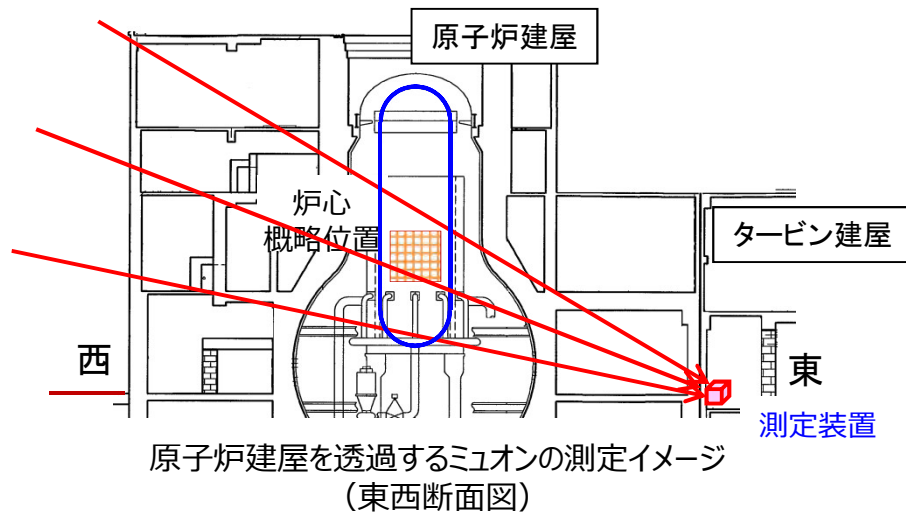 原子炉建屋
炉心
概略位置
タービン建屋
西
東
測定装置
原子炉建屋を透過するミュオンの測定イメージ
（東西断面図）